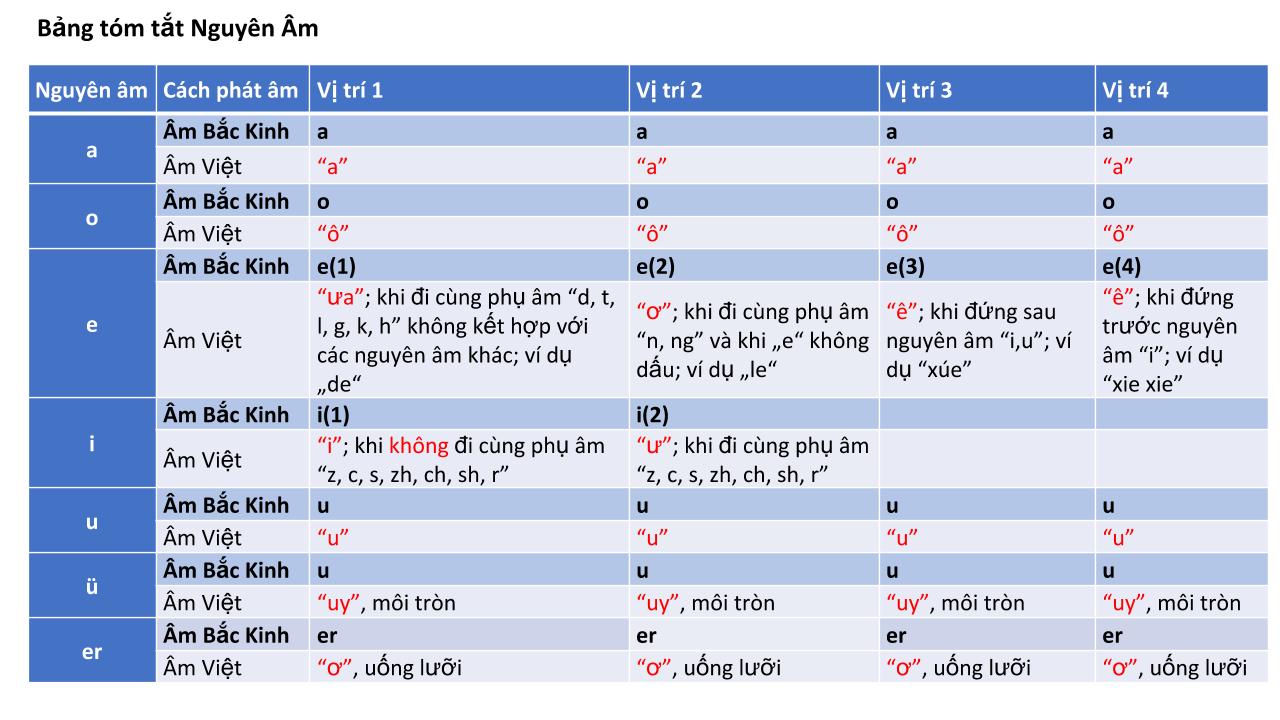 Bảng tóm tắt Nguyên Âm
Nguyên âm Cách phát âm Vị trí 1 Vị trí 2 Vị trí 3 Vị trí 4
a
Âm Bắc Kinh a a a a
Âm Việt “a” “a” “a” “a”
o
Âm Bắc Kinh o o o o
Âm Việt “ô” “ô” “ô” “ô”
e
Âm Bắc Kinh e(1) e(2) e(3) e(4)
Âm Việt
“ưa”; khi đi cùng phụ âm “d, t,
l, g, k, h” không kết hợp với
các nguyên âm khác; ví dụ
„de“
“ơ”; khi đi cùng phụ âm
“n, ng” và khi „e“ không
dấu; ví dụ „le“
“ê”; khi đứng sau
nguyên âm “i,u”; ví
dụ “xúe”
“ê”; khi đứng
trước nguyên
âm “i”; ví dụ
“xie xie”
i
Âm Bắc Kinh i(1) i(2)
Âm Việt
“i”; khi không đi cùng phụ âm
“z, c, s, zh, ch, sh, r”
“ư”; khi đi cùng phụ âm
“z, c, s, zh, ch, sh, r”
u
Âm Bắc Kinh u u u u
Âm Việt “u” “u” “u” “u”
ü
Âm Bắc Kinh u u u u
Âm Việt “uy”, môi tròn “uy”, môi tròn “uy”, môi tròn “uy”, môi tròn
er
Âm Bắc Kinh er er er er
Âm Việt “ơ”, uống lưỡi “ơ”, uống lưỡi “ơ”, uống lưỡi “ơ”, uống lưỡi